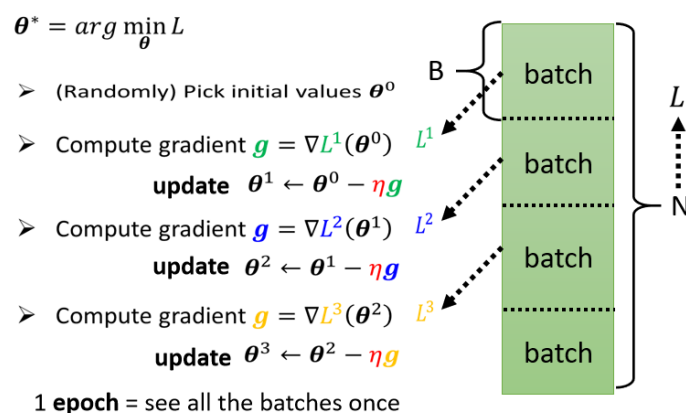 θ* = arg min_θ L
➢ (Randomly) Pick initial values θ⁰
➢ Compute gradient g = ∇L¹(θ⁰) L¹
update θ¹ ← θ⁰ − ηg
➢ Compute gradient g = ∇L²(θ¹) L²
update θ² ← θ¹ − ηg
➢ Compute gradient g = ∇L³(θ²) L³
update θ³ ← θ² − ηg
1 epoch = see all the batches once
B
batch
batch
batch
batch
L
N